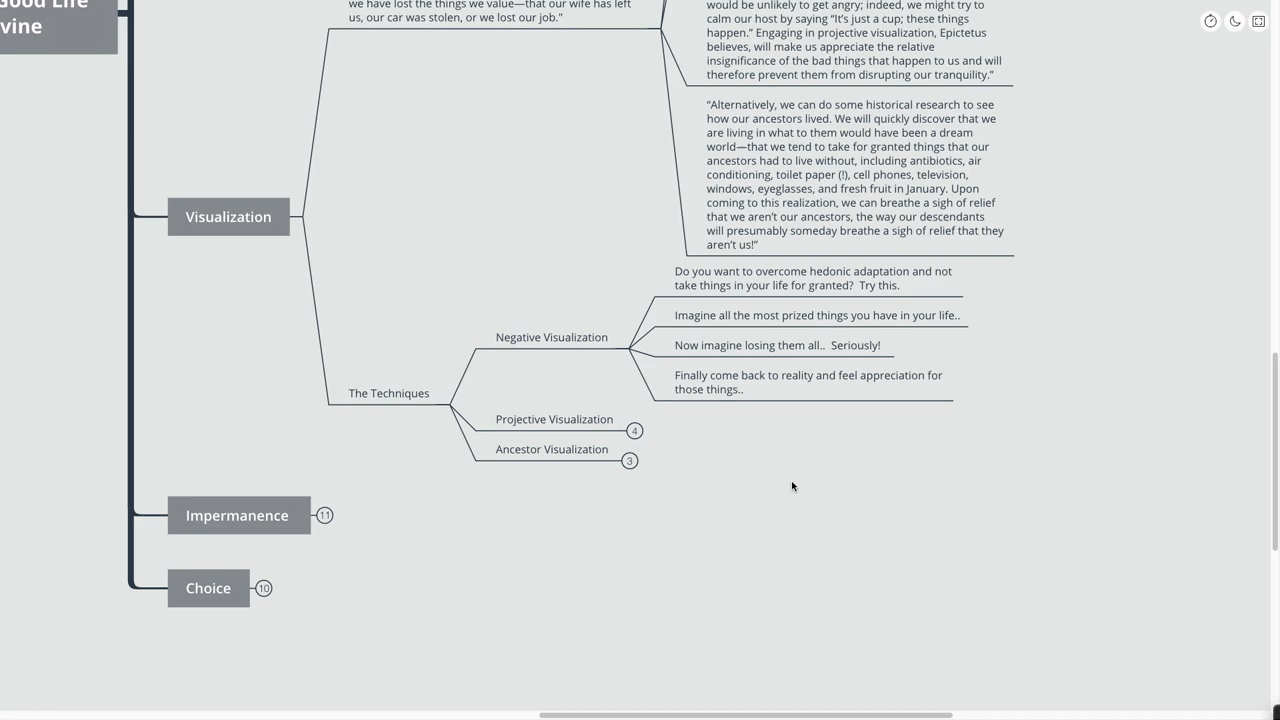 Good Life
vine
we have lost the things we value—that our wife has left
us, our car was stolen, or we lost our job."
would be unlikely to get angry; indeed, we might try to
calm our host by saying “It’s just a cup; these things
happen.” Engaging in projective visualization, Epictetus
believes, will make us appreciate the relative
insignificance of the bad things that happen to us and will
therefore prevent them from disrupting our tranquility.”
“Alternatively, we can do some historical research to see
how our ancestors lived. We will quickly discover that we
are living in what to them would have been a dream
world—that we tend to take for granted things that our
ancestors had to live without, including antibiotics, air
conditioning, toilet paper (!), cell phones, television,
windows, eyeglasses, and fresh fruit in January. Upon
coming to this realization, we can breathe a sigh of relief
that we aren’t our ancestors, the way our descendants
will presumably someday breathe a sigh of relief that they
aren’t us!”
Visualization
Do you want to overcome hedonic adaptation and not
take things in your life for granted?  Try this.
Imagine all the most prized things you have in your life..
Negative Visualization
Now imagine losing them all..  Seriously!
Finally come back to reality and feel appreciation for
those things..
The Techniques
Projective Visualization 4
Ancestor Visualization 3
Impermanence 11
Choice 10